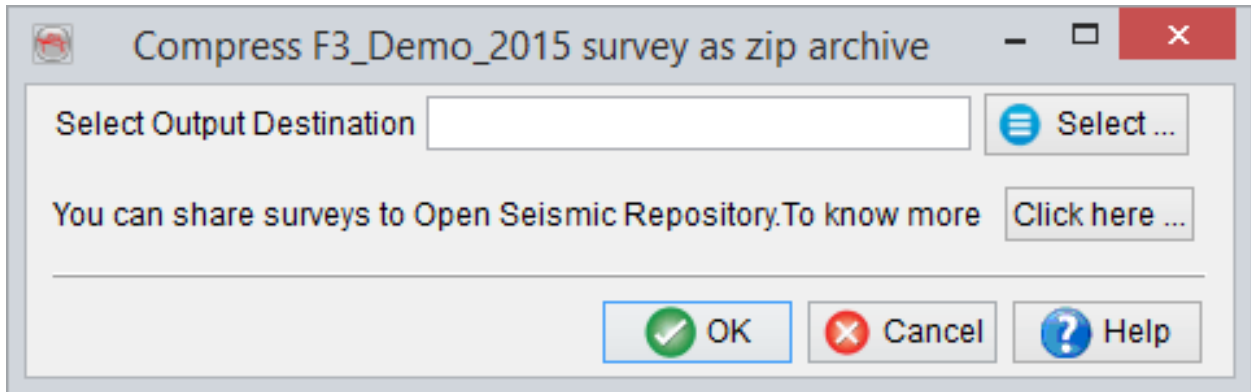 Compress F3_Demo_2015 survey as zip archive
Select Output Destination Select ...
You can share surveys to Open Seismic Repository.To know more Click here ...
OK Cancel Help